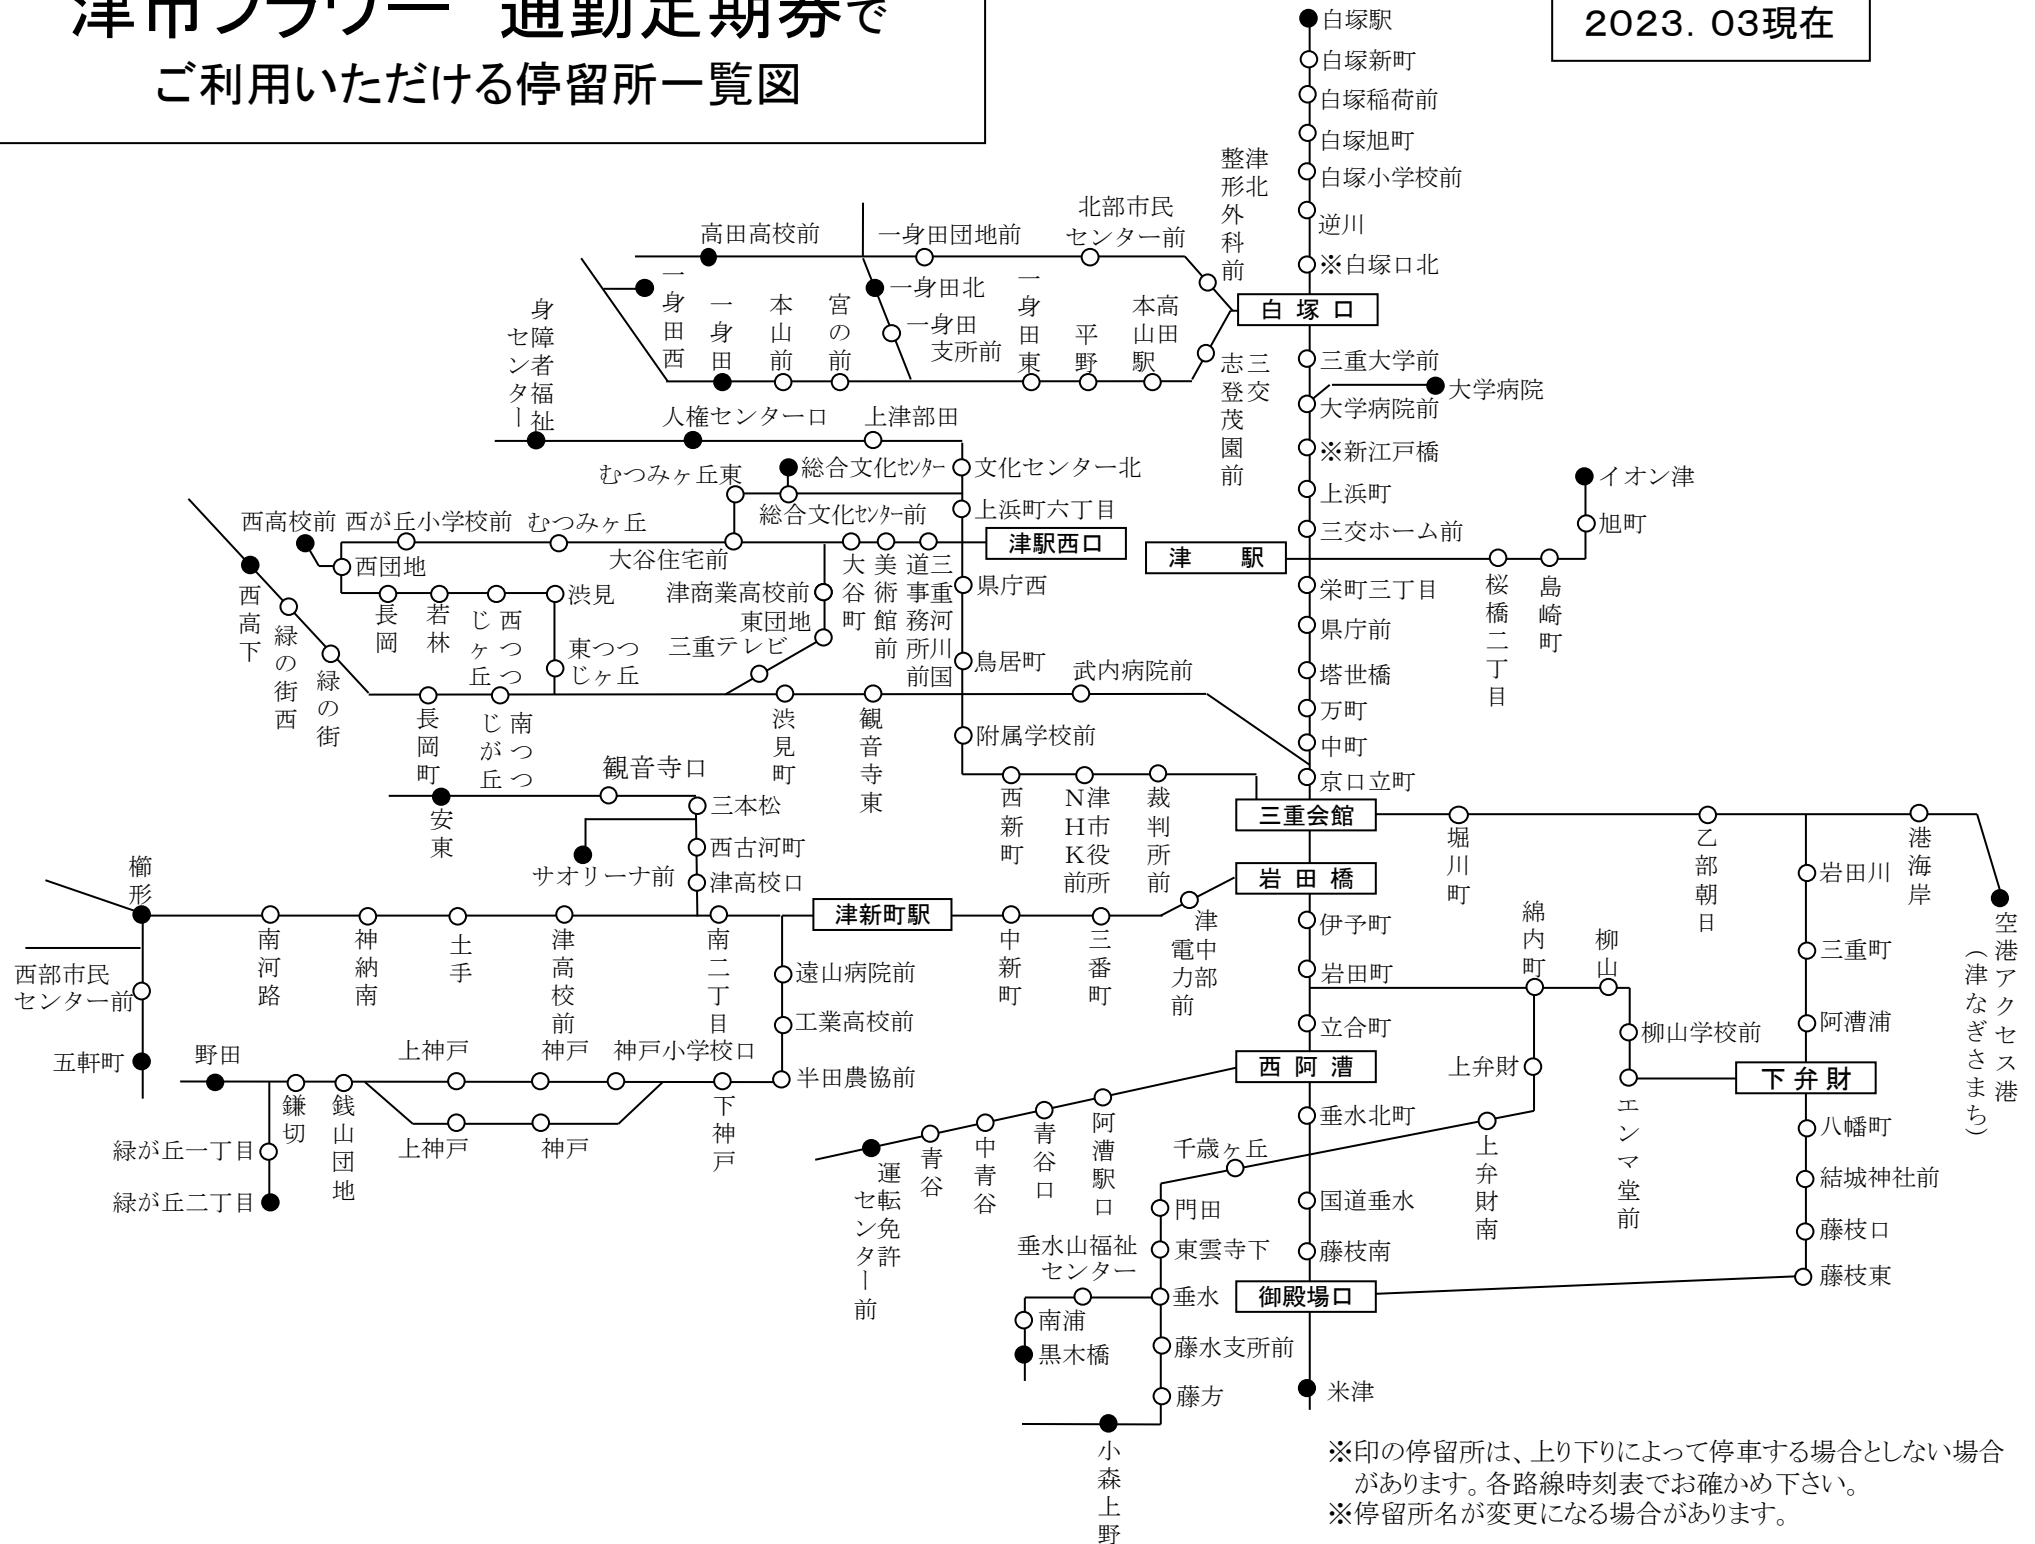 津市フラワー 通勤定期券で
ご利用いただける停留所一覧図
2023．03現在
白塚駅
白塚新町
白塚稲荷前
白塚旭町
白塚小学校前
逆川
※白塚口北
白塚口
津北整形外科前
北部市民
センター前
一身田団地前
高田高校前
一身田西
一身田
本山前
宮の前
一身田北
一身田
支所前
一身田東
平野
高田本山駅
三交志登茂園前
三重大学前
大学病院
大学病院前
※新江戸橋
上浜町
三交ホーム前
イオン津
旭町
島崎町
桜橋二丁目
津駅
栄町三丁目
県庁前
塔世橋
万町
中町
京口立町
身障者福祉センター
人権センター口
上津部田
文化センター北
総合文化センター
総合文化センター前
むつみヶ丘東
上浜町六丁目
津駅西口
西高校前
西が丘小学校前
むつみヶ丘
大谷住宅前
大谷町
美術館前
三重河川国道事務所前
西団地
長岡
若林
西つつじヶ丘
渋見
東つつ
じヶ丘
津商業高校前
東団地
三重テレビ
県庁西
鳥居町
武内病院前
西高下
緑の街西
緑の街
長岡町
南つつじが丘
渋見町
観音寺東
附属学校前
西新町
津市役所NHK前
裁判所前
三重会館
堀川町
乙部朝日
港海岸
空港アクセス港
（津なぎさまち）
観音寺口
安東
三本松
西古河町
津高校口
サオリーナ前
櫛形
南河路
神納南
土手
津高校前
南二丁目
津新町駅
中新町
三番町
津中部電力前
岩田橋
伊予町
岩田町
立合町
西部市民
センター前
五軒町
遠山病院前
工業高校前
半田農協前
野田
上神戸
神戸
神戸小学校口
下神戸
鎌切
銭山団地
上神戸
神戸
緑が丘一丁目
緑が丘二丁目
綿内町
柳山
柳山学校前
エンマ堂前
岩田川
三重町
阿漕浦
下弁財
八幡町
結城神社前
藤枝口
藤枝東
西阿漕
垂水北町
国道垂水
藤枝南
御殿場口
米津
上弁財
上弁財南
千歳ヶ丘
門田
東雲寺下
垂水
藤水支所前
藤方
小森上野
垂水山福祉
センター
南浦
黒木橋
阿漕駅口
青谷口
中青谷
青谷
運転免許センター前
※印の停留所は、上り下りによって停車する場合としない場合
があります。各路線時刻表でお確かめ下さい。
※停留所名が変更になる場合があります。